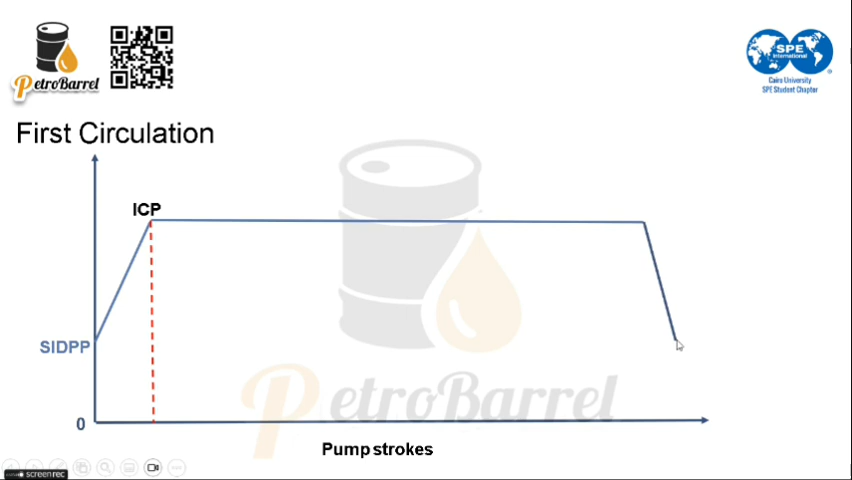 PetroBarrel
SPE
International
Cairo University
SPE Student Chapter
First Circulation
ICP
SIDPP
PetroBarrel
0
Pump strokes
screenrec